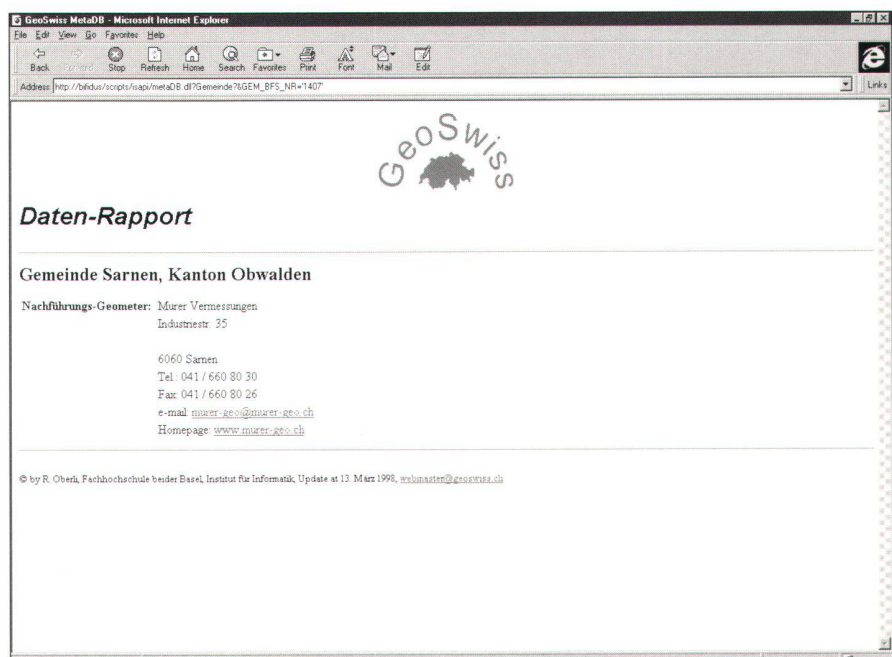 GeoSwiss MetaDB - Microsoft Internet Explorer
File Edit View Go Favorites Help
Back Forward Stop Refresh Home Search Favorites Print Font Mail Edit
Address http://bifidus/scripts/isapi/metaDB.dll?Gemeinde?&GEM_BFS_NR='1407' Links
GeoSwiss
Daten-Rapport
Gemeinde Sarnen, Kanton Obwalden
Nachführungs-Geometer: Murer Vermessungen
Industriestr. 35
6060 Sarnen
Tel.: 041 / 660 80 30
Fax: 041 / 660 80 26
e-mail: murer-geo@murer-geo.ch
Homepage: www.murer-geo.ch
© by R. Oberli, Fachhochschule beider Basel, Institut für Informatik, Update at 13. März 1998, webmaster@geoswiss.ch